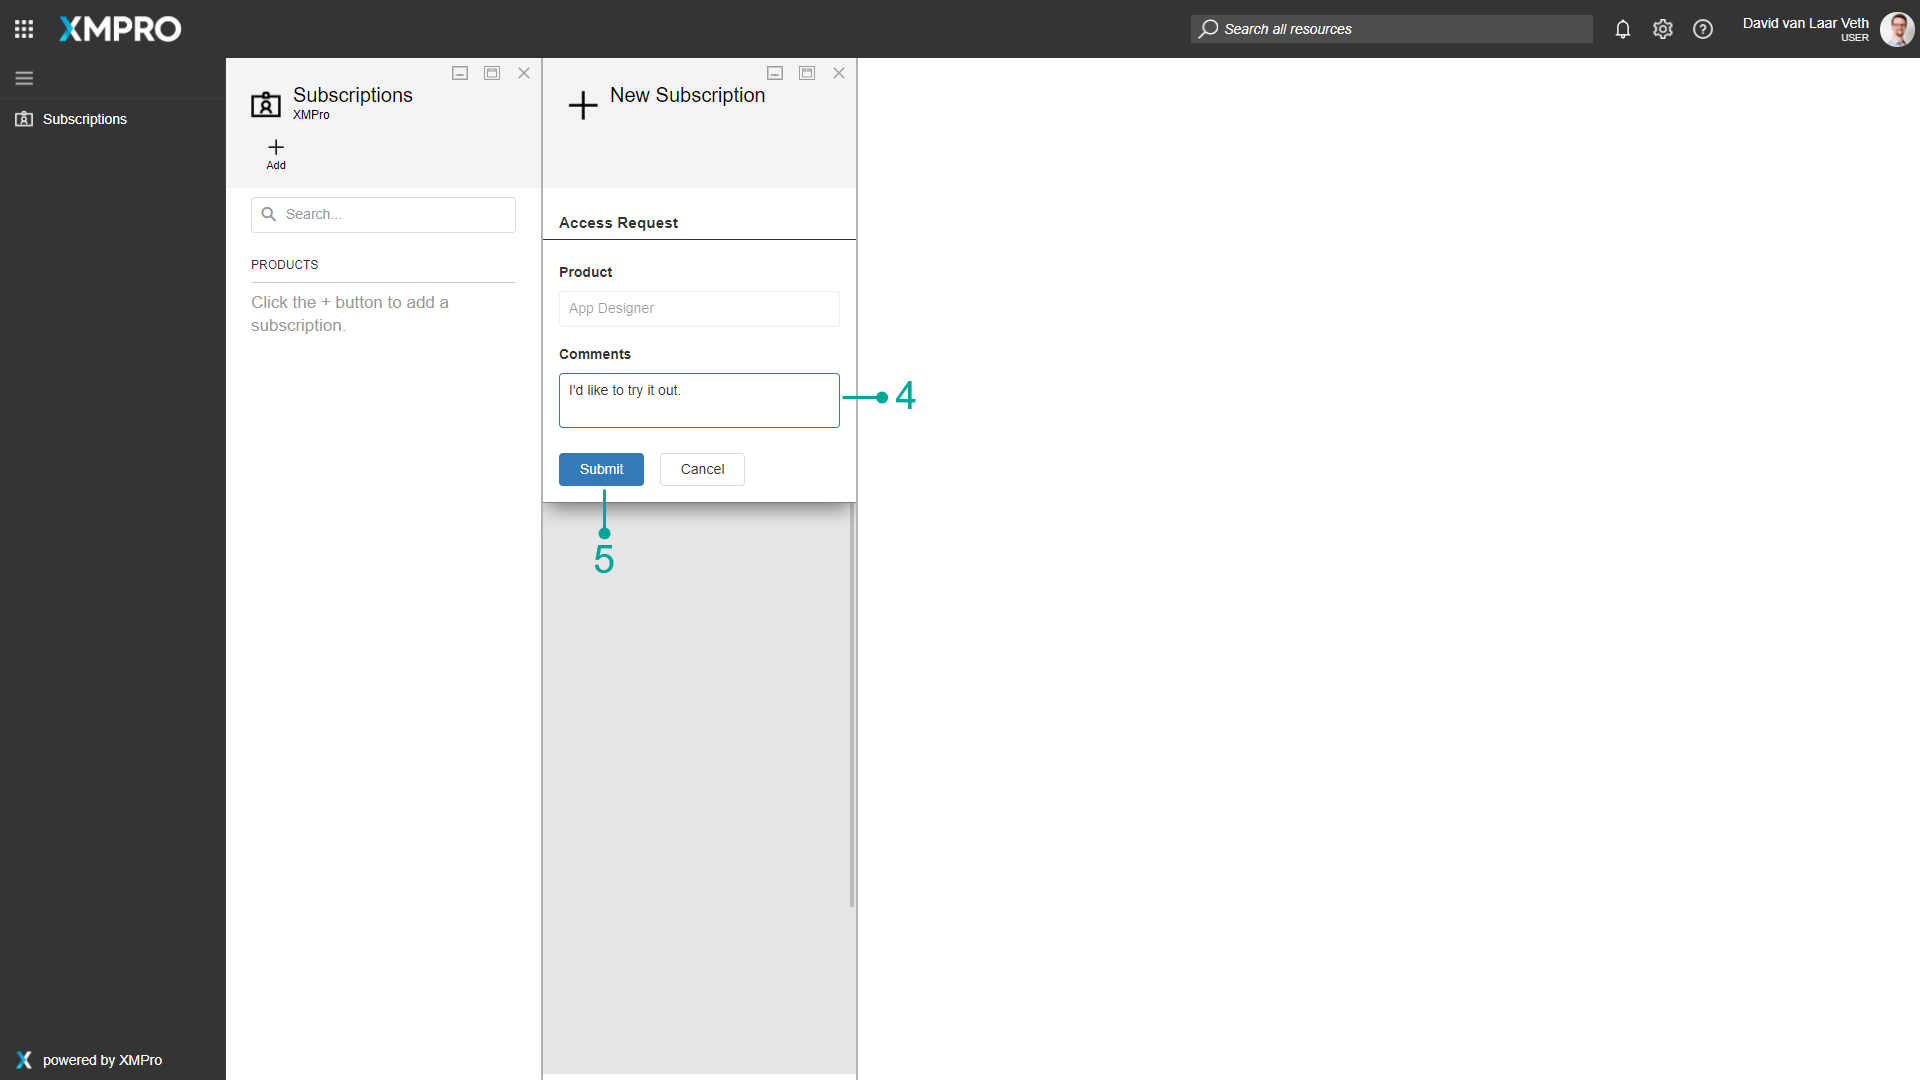 XMPRO
Search all resources
David van Laar Veth
USER
Subscriptions
Subscriptions
XMPro
Add
Search...
PRODUCTS
Click the + button to add a
subscription.
New Subscription
Access Request
Product
App Designer
Comments
I'd like to try it out.
4
Submit
Cancel
5
powered by XMPro